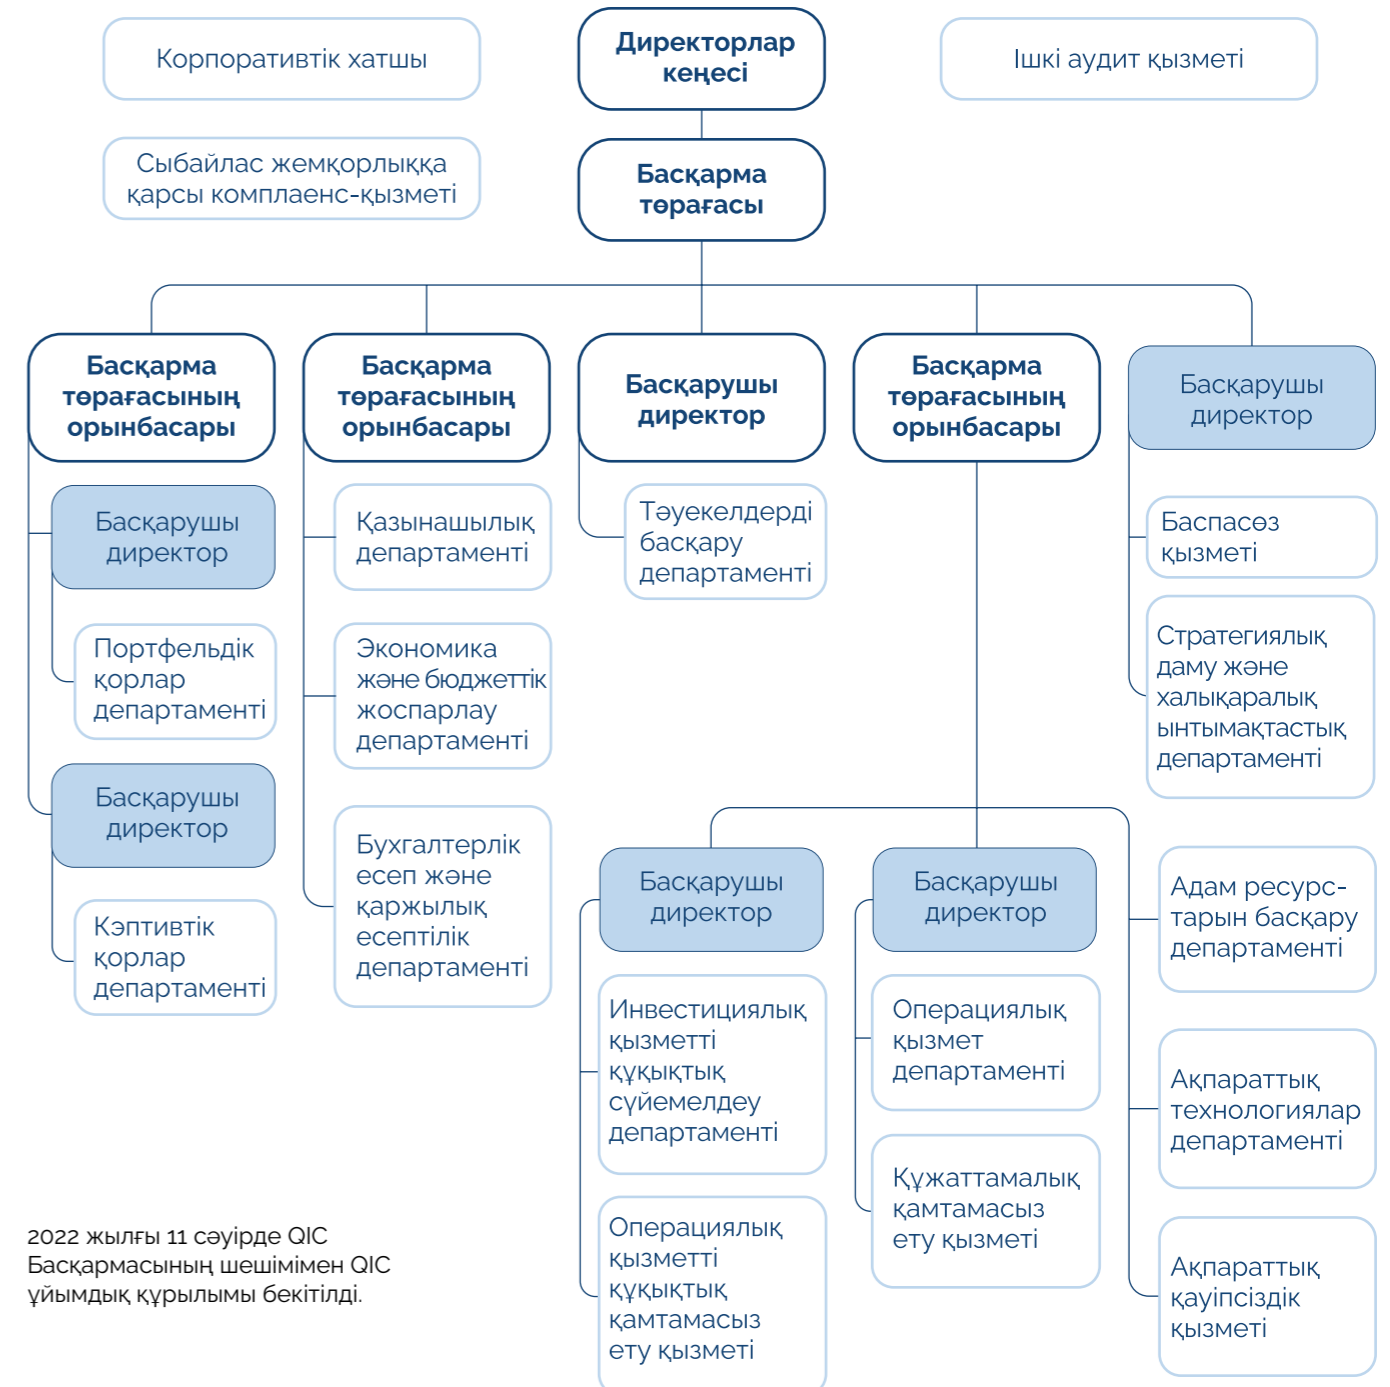 Корпоративтік хатшы
Директорлар
кеңесі
Ішкі аудит қызметі
Сыбайлас жемқорлыққа
қарсы комплаенс-қызметі
Басқарма
төрағасы
Басқарма
төрағасының
орынбасары
Басқарма
төрағасының
орынбасары
Басқарушы
директор
Басқарма
төрағасының
орынбасары
Басқарушы
директор
Басқарушы
директор
Портфельдік
қорлар
департаменті
Басқарушы
директор
Кэптивтік
қорлар
департаменті
Қазынашылық
департаменті
Экономика
және бюджеттік
жоспарлау
департаменті
Бухгалтерлік
есеп және
қаржылық
есептілік
департаменті
Тәуекелдерді
басқару
департаменті
Баспасөз
қызметі
Стратегиялық
даму және
халықаралық
ынтымақтастық
департаменті
Басқарушы
директор
Инвестициялық
қызметті
құқықтық
сүйемелдеу
департаменті
Операциялық
қызметті
құқықтық
қамтамасыз
ету қызметі
Басқарушы
директор
Операциялық
қызмет
департаменті
Құжаттамалық
қамтамасыз
ету қызметі
Адам ресурс-
тарын басқару
департаменті
Ақпараттық
технологиялар
департаменті
Ақпараттық
қауіпсіздік
қызметі
2022 жылғы 11 сәуірде QIC
Басқармасының шешімімен QIC
ұйымдық құрылымы бекітілді.